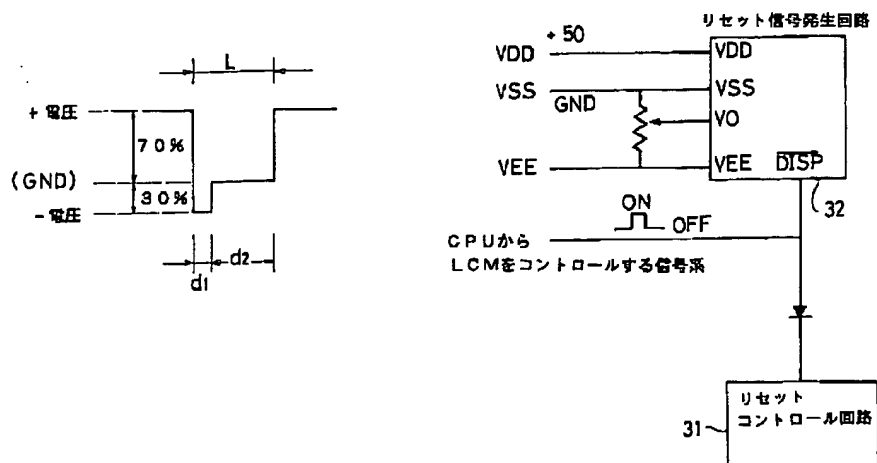 L
+電圧
70%
(GND)
30%
-電圧
d1
d2
リセット信号発生回路
+50
VDD
VDD
VSS
VSS
GND
VO
VEE
VEE
DISP
32
ON
OFF
CPUから
LCMをコントロールする信号系
リセット
コントロール回路
31